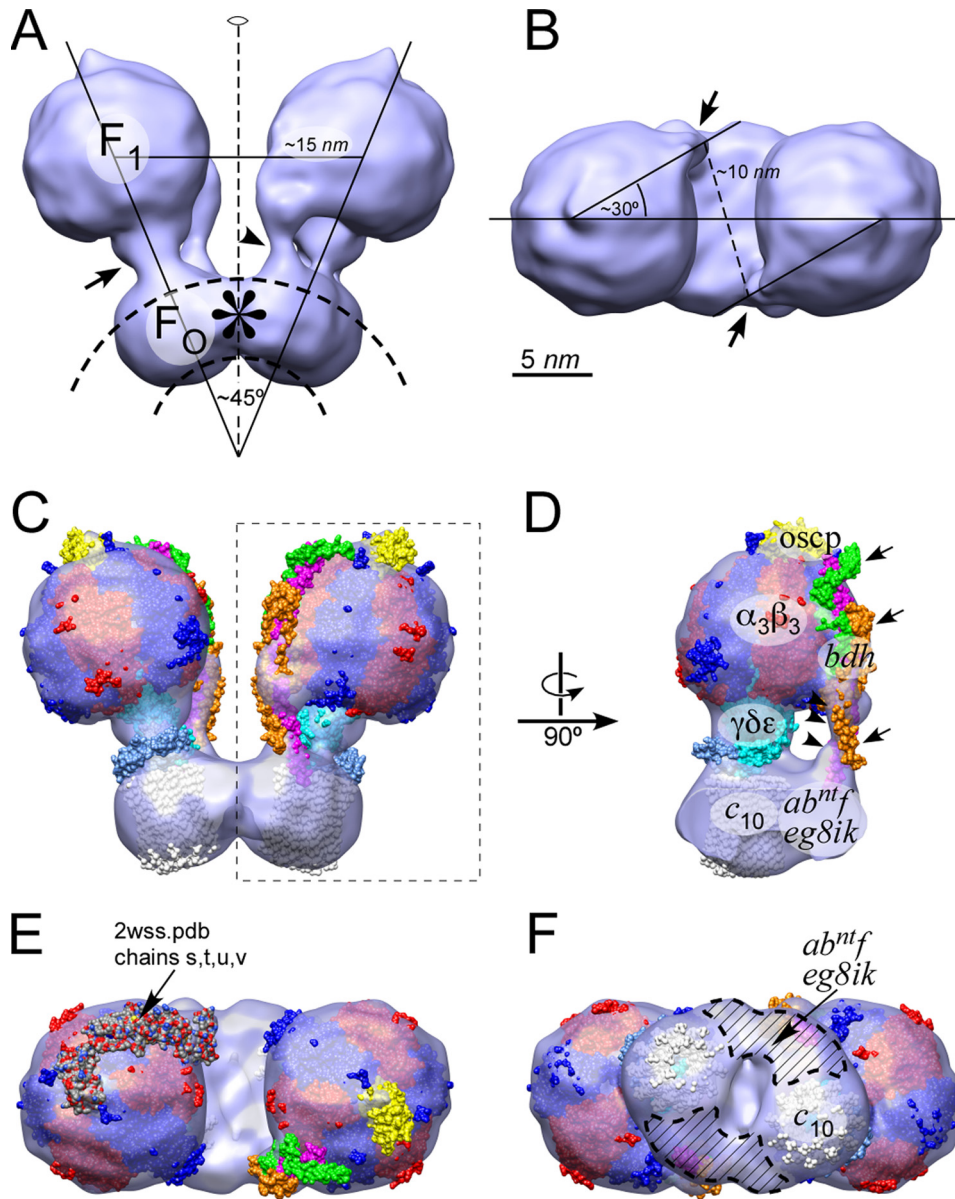 A
F1
~15 nm
FO
*
~45º
B
~10 nm
~30º
5 nm
C
90º
D
oscp
α3β3
bdh
γδε
c10
abntf
eg8ik
E
2wss.pdb
chains s,t,u,v
F
abntf
eg8ik
c10